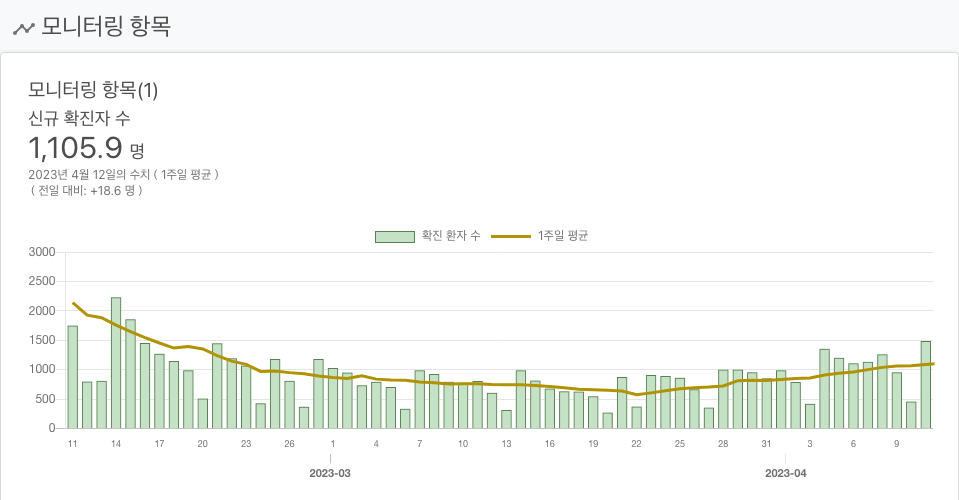 모니터링 항목
모니터링 항목(1)
신규 확진자 수
1,105.9 명
2023년 4월 12일의 수치 ( 1주일 평균 )
( 전일 대비: +18.6 명 )
확진 환자 수 1주일 평균
3000
2500
2000
1500
1000
500
0
11 14 17 20 23 26 1 4 7 10 13 16 19 22 25 28 31 3 6 9
2023-03 2023-04